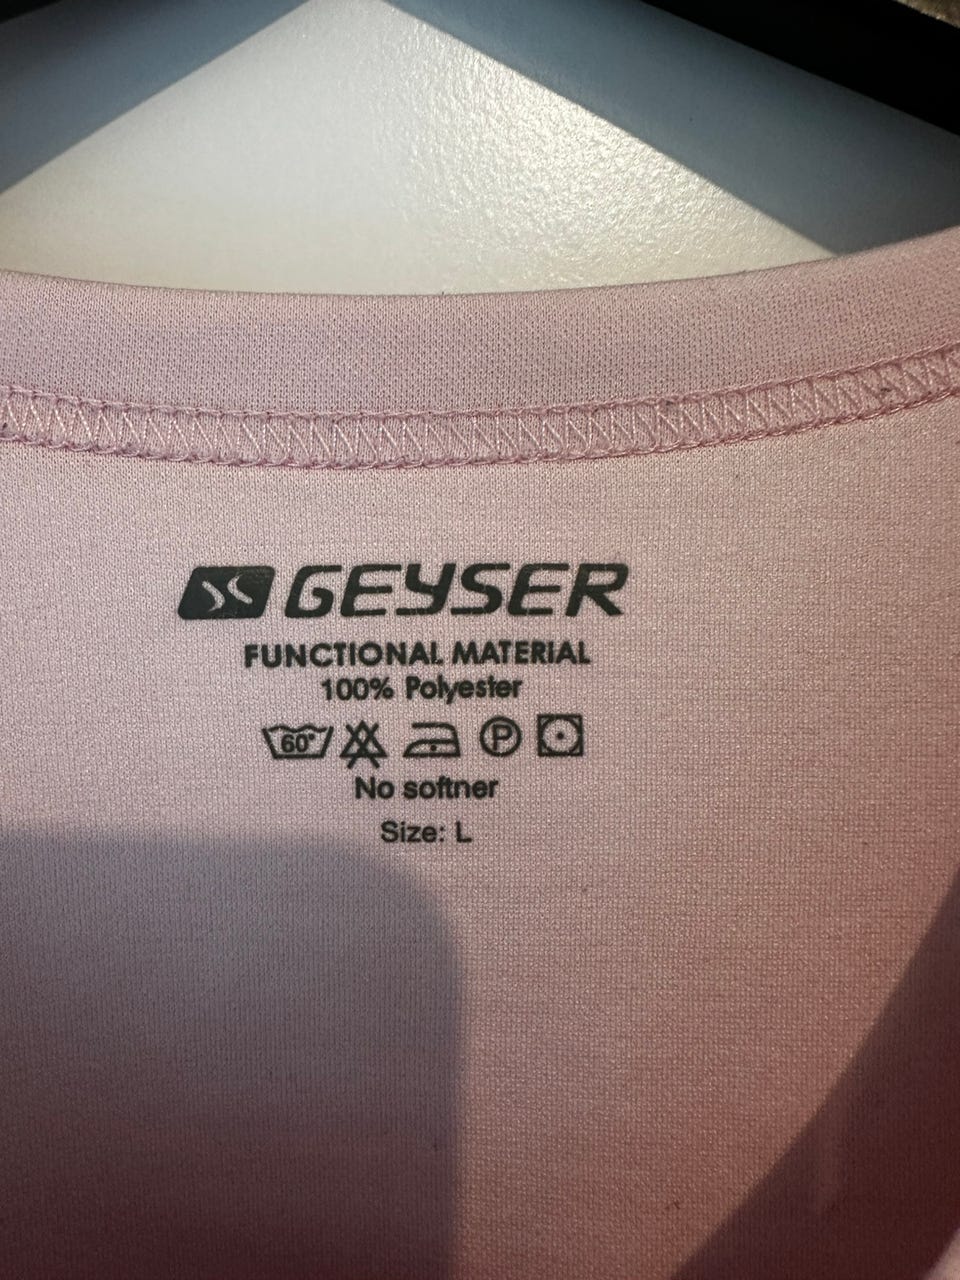 GEYSER
FUNCTIONAL MATERIAL
100% Polyester
60° P
No softner
Size: L